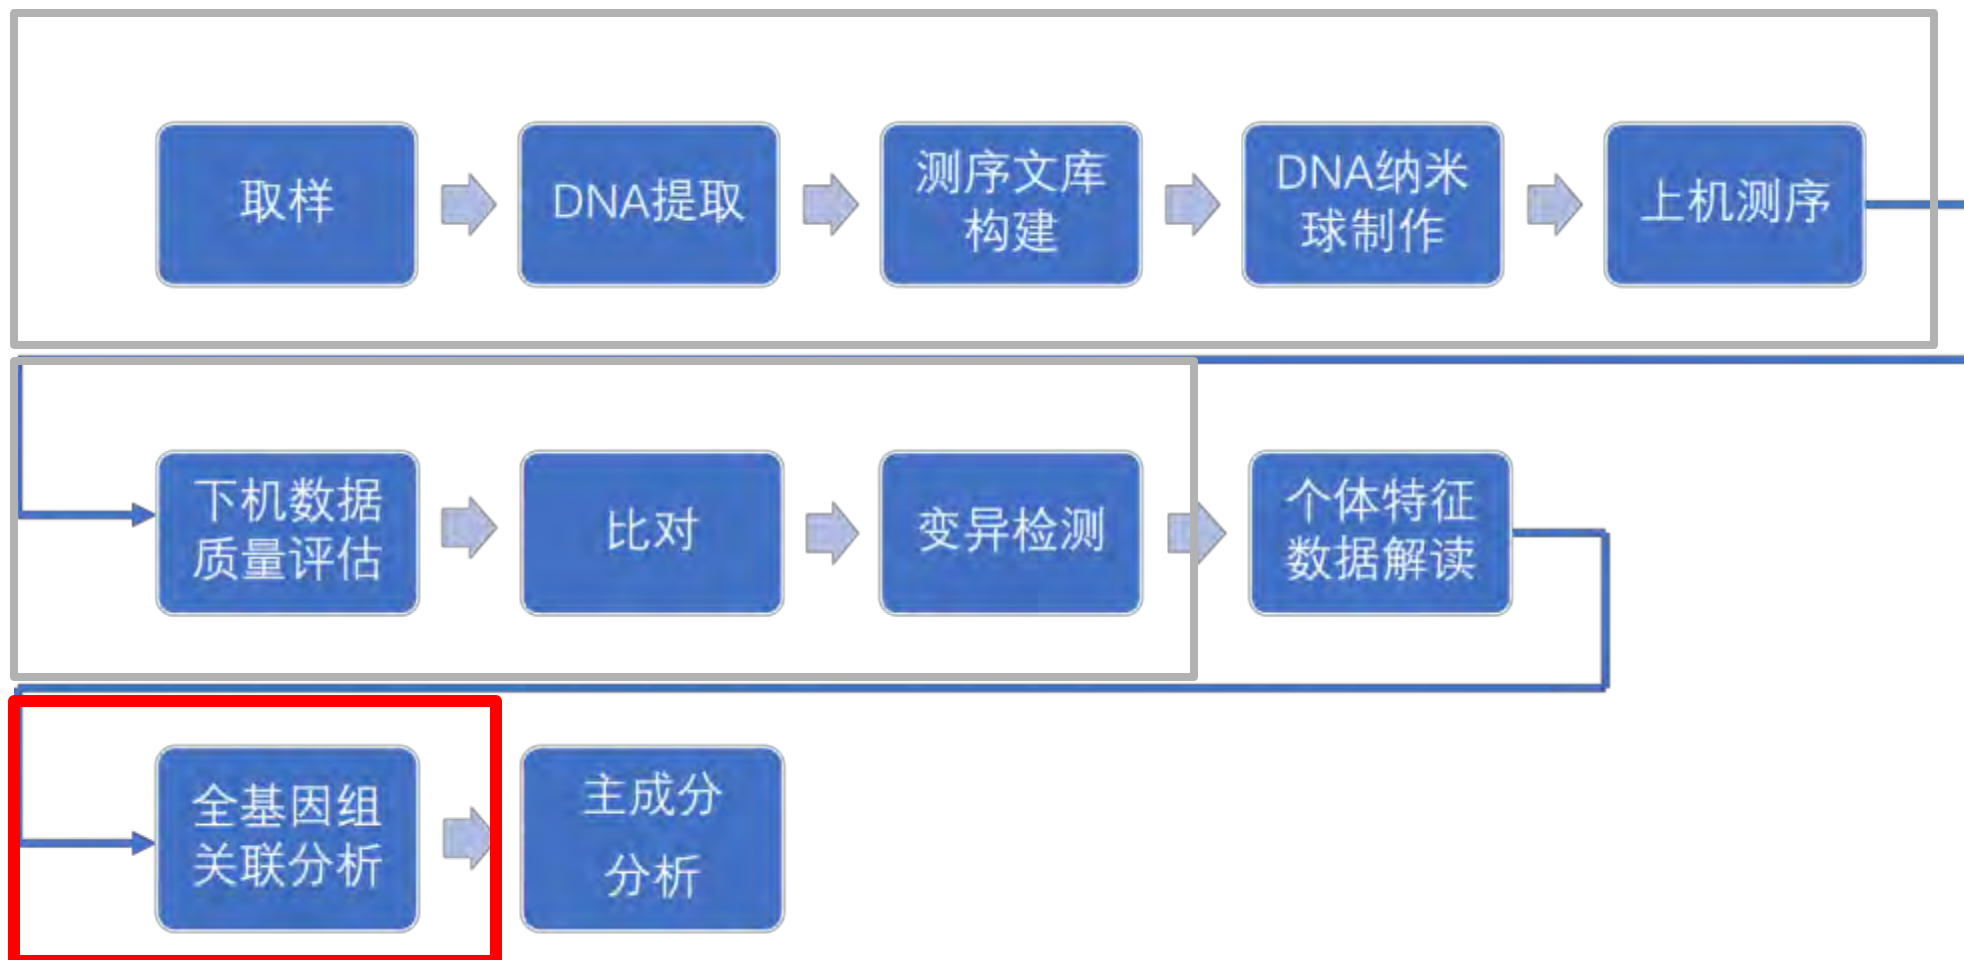 取样
DNA提取
测序文库
构建
DNA纳米
球制作
上机测序
下机数据
质量评估
比对
变异检测
个体特征
数据解读
全基因组
关联分析
主成分
分析